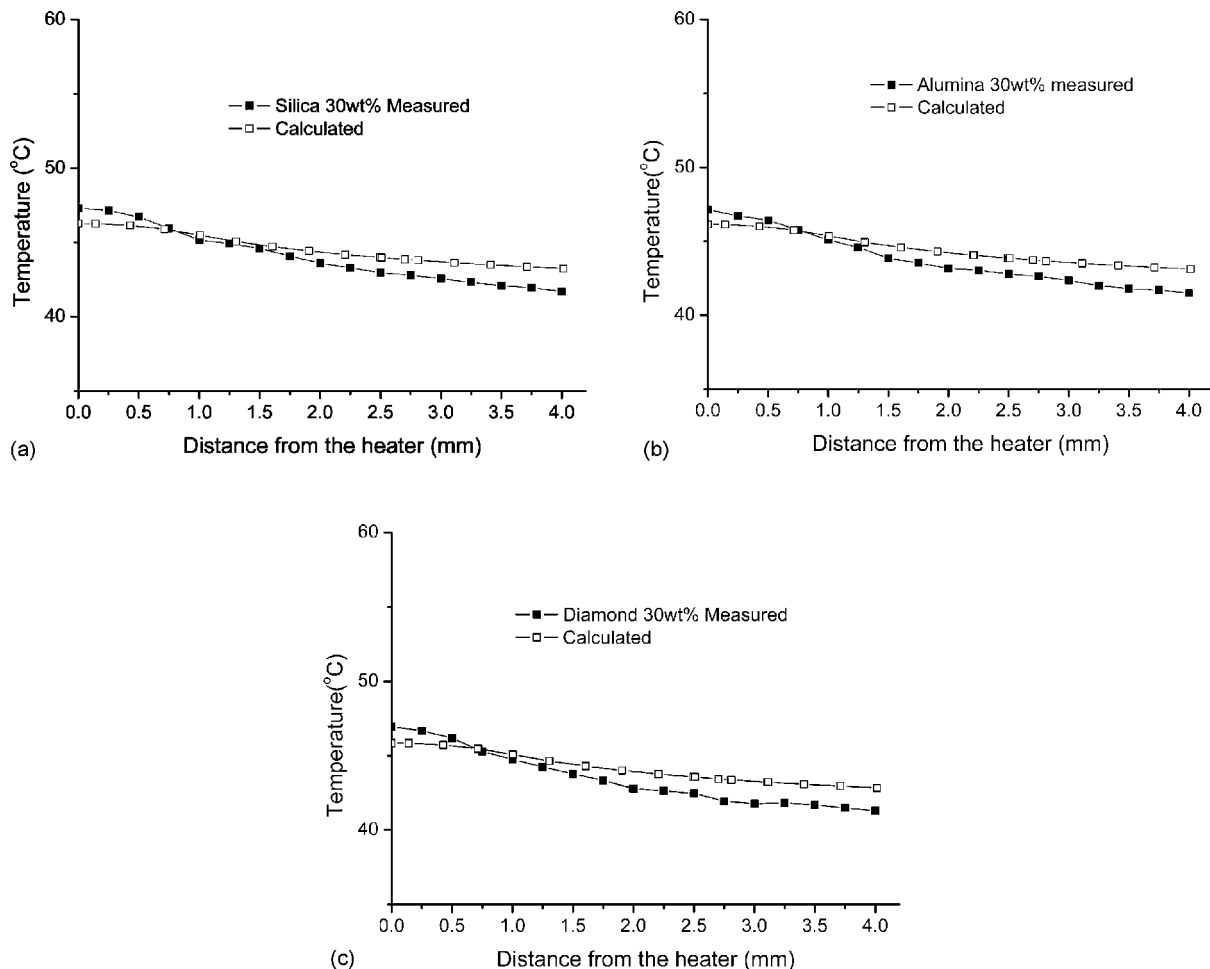 60
50
40
Temperature (°C)
Silica 30wt% Measured
Calculated
0.0 0.5 1.0 1.5 2.0 2.5 3.0 3.5 4.0
Distance from the heater (mm)
(a)
60
50
40
Temperature(°C)
Alumina 30wt% measured
Calculated
0.0 0.5 1.0 1.5 2.0 2.5 3.0 3.5 4.0
Distance from the heater (mm)
(b)
60
50
40
Temperature(°C)
Diamond 30wt% Measured
Calculated
0.0 0.5 1.0 1.5 2.0 2.5 3.0 3.5 4.0
Distance from the heater (mm)
(c)